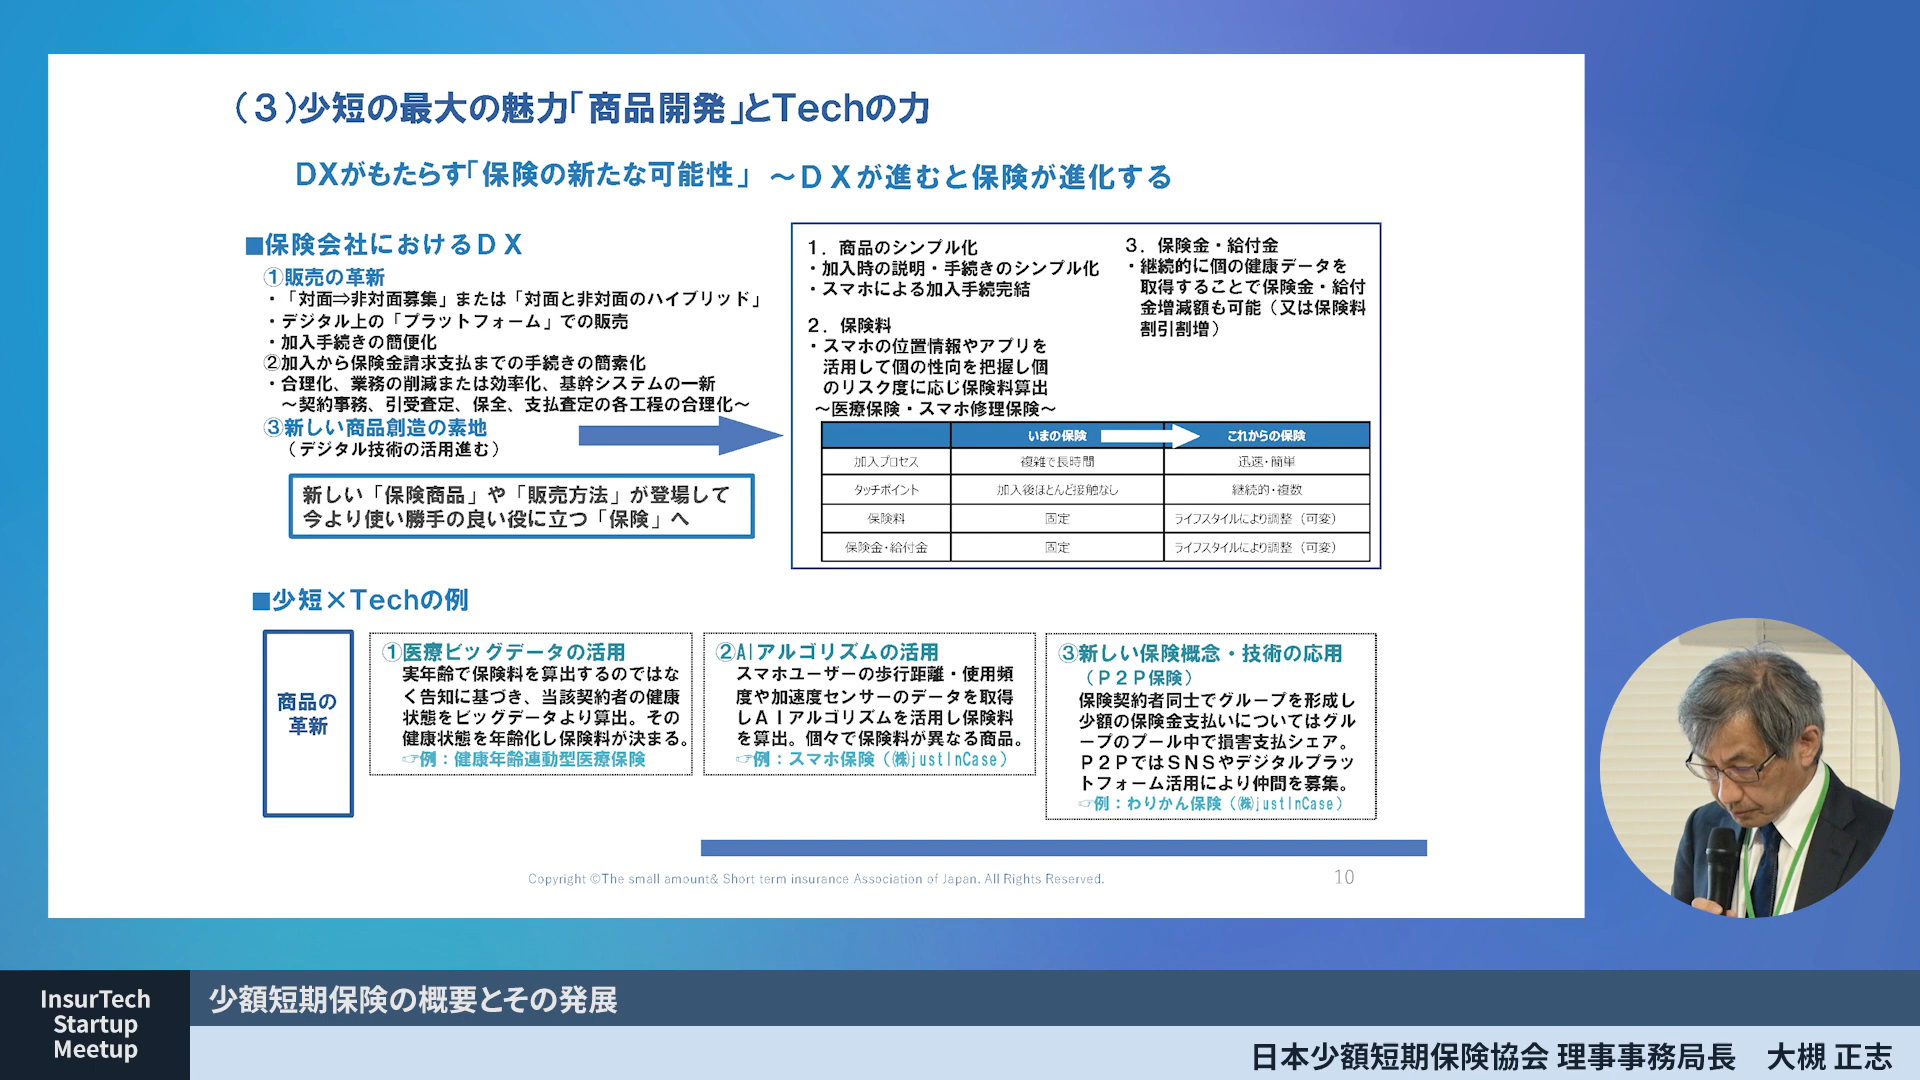 （３）少短の最大の魅力「商品開発」とTechの力
DXがもたらす「保険の新たな可能性」 ～ＤＸが進むと保険が進化する
■保険会社におけるＤＸ
①販売の革新
・「対面⇒非対面募集」または「対面と非対面のハイブリッド」
・デジタル上の「プラットフォーム」での販売
・加入手続きの簡便化
②加入から保険金請求支払までの手続きの簡素化
・合理化、業務の削減または効率化、基幹システムの一新
～契約事務、引受査定、保全、支払査定の各工程の合理化～
③新しい商品創造の素地
（デジタル技術の活用進む）
新しい「保険商品」や「販売方法」が登場して
今より使い勝手の良い役に立つ「保険」へ
１．商品のシンプル化
・加入時の説明・手続きのシンプル化
・スマホによる加入手続完結
２．保険料
・スマホの位置情報やアプリを
活用して個の性向を把握し個
のリスク度に応じ保険料算出
～医療保険・スマホ修理保険～
３．保険金・給付金
・継続的に個の健康データを
取得することで保険金・給付
金増減額も可能（又は保険料
割引割増）
いまの保険 これからの保険
加入プロセス 複雑で長時間 迅速・簡単
タッチポイント 加入後ほとんど接触なし 継続的・複数
保険料 固定 ライフスタイルにより調整（可変）
保険金・給付金 固定 ライフスタイルにより調整（可変）
■少短×Techの例
商品の
革新
①医療ビッグデータの活用
実年齢で保険料を算出するのではな
く告知に基づき、当該契約者の健康
状態をビッグデータより算出。その
健康状態を年齢化し保険料が決まる。
☞例：健康年齢連動型医療保険
②AIアルゴリズムの活用
スマホユーザーの歩行距離・使用頻
度や加速度センサーのデータを取得
しＡＩアルゴリズムを活用し保険料
を算出。個々で保険料が異なる商品。
☞例：スマホ保険（㈱justInCase）
③新しい保険概念・技術の応用
（Ｐ２Ｐ保険）
保険契約者同士でグループを形成し
少額の保険金支払いについてはグル
ープのプール中で損害支払シェア。
Ｐ２ＰではＳＮＳやデジタルプラッ
トフォーム活用により仲間を募集。
☞例：わりかん保険（㈱justInCase）
Copyright ©The small amount& Short term insurance Association of Japan. All Rights Reserved.
10
InsurTech
Startup
Meetup
少額短期保険の概要とその発展
日本少額短期保険協会 理事事務局長　大槻 正志